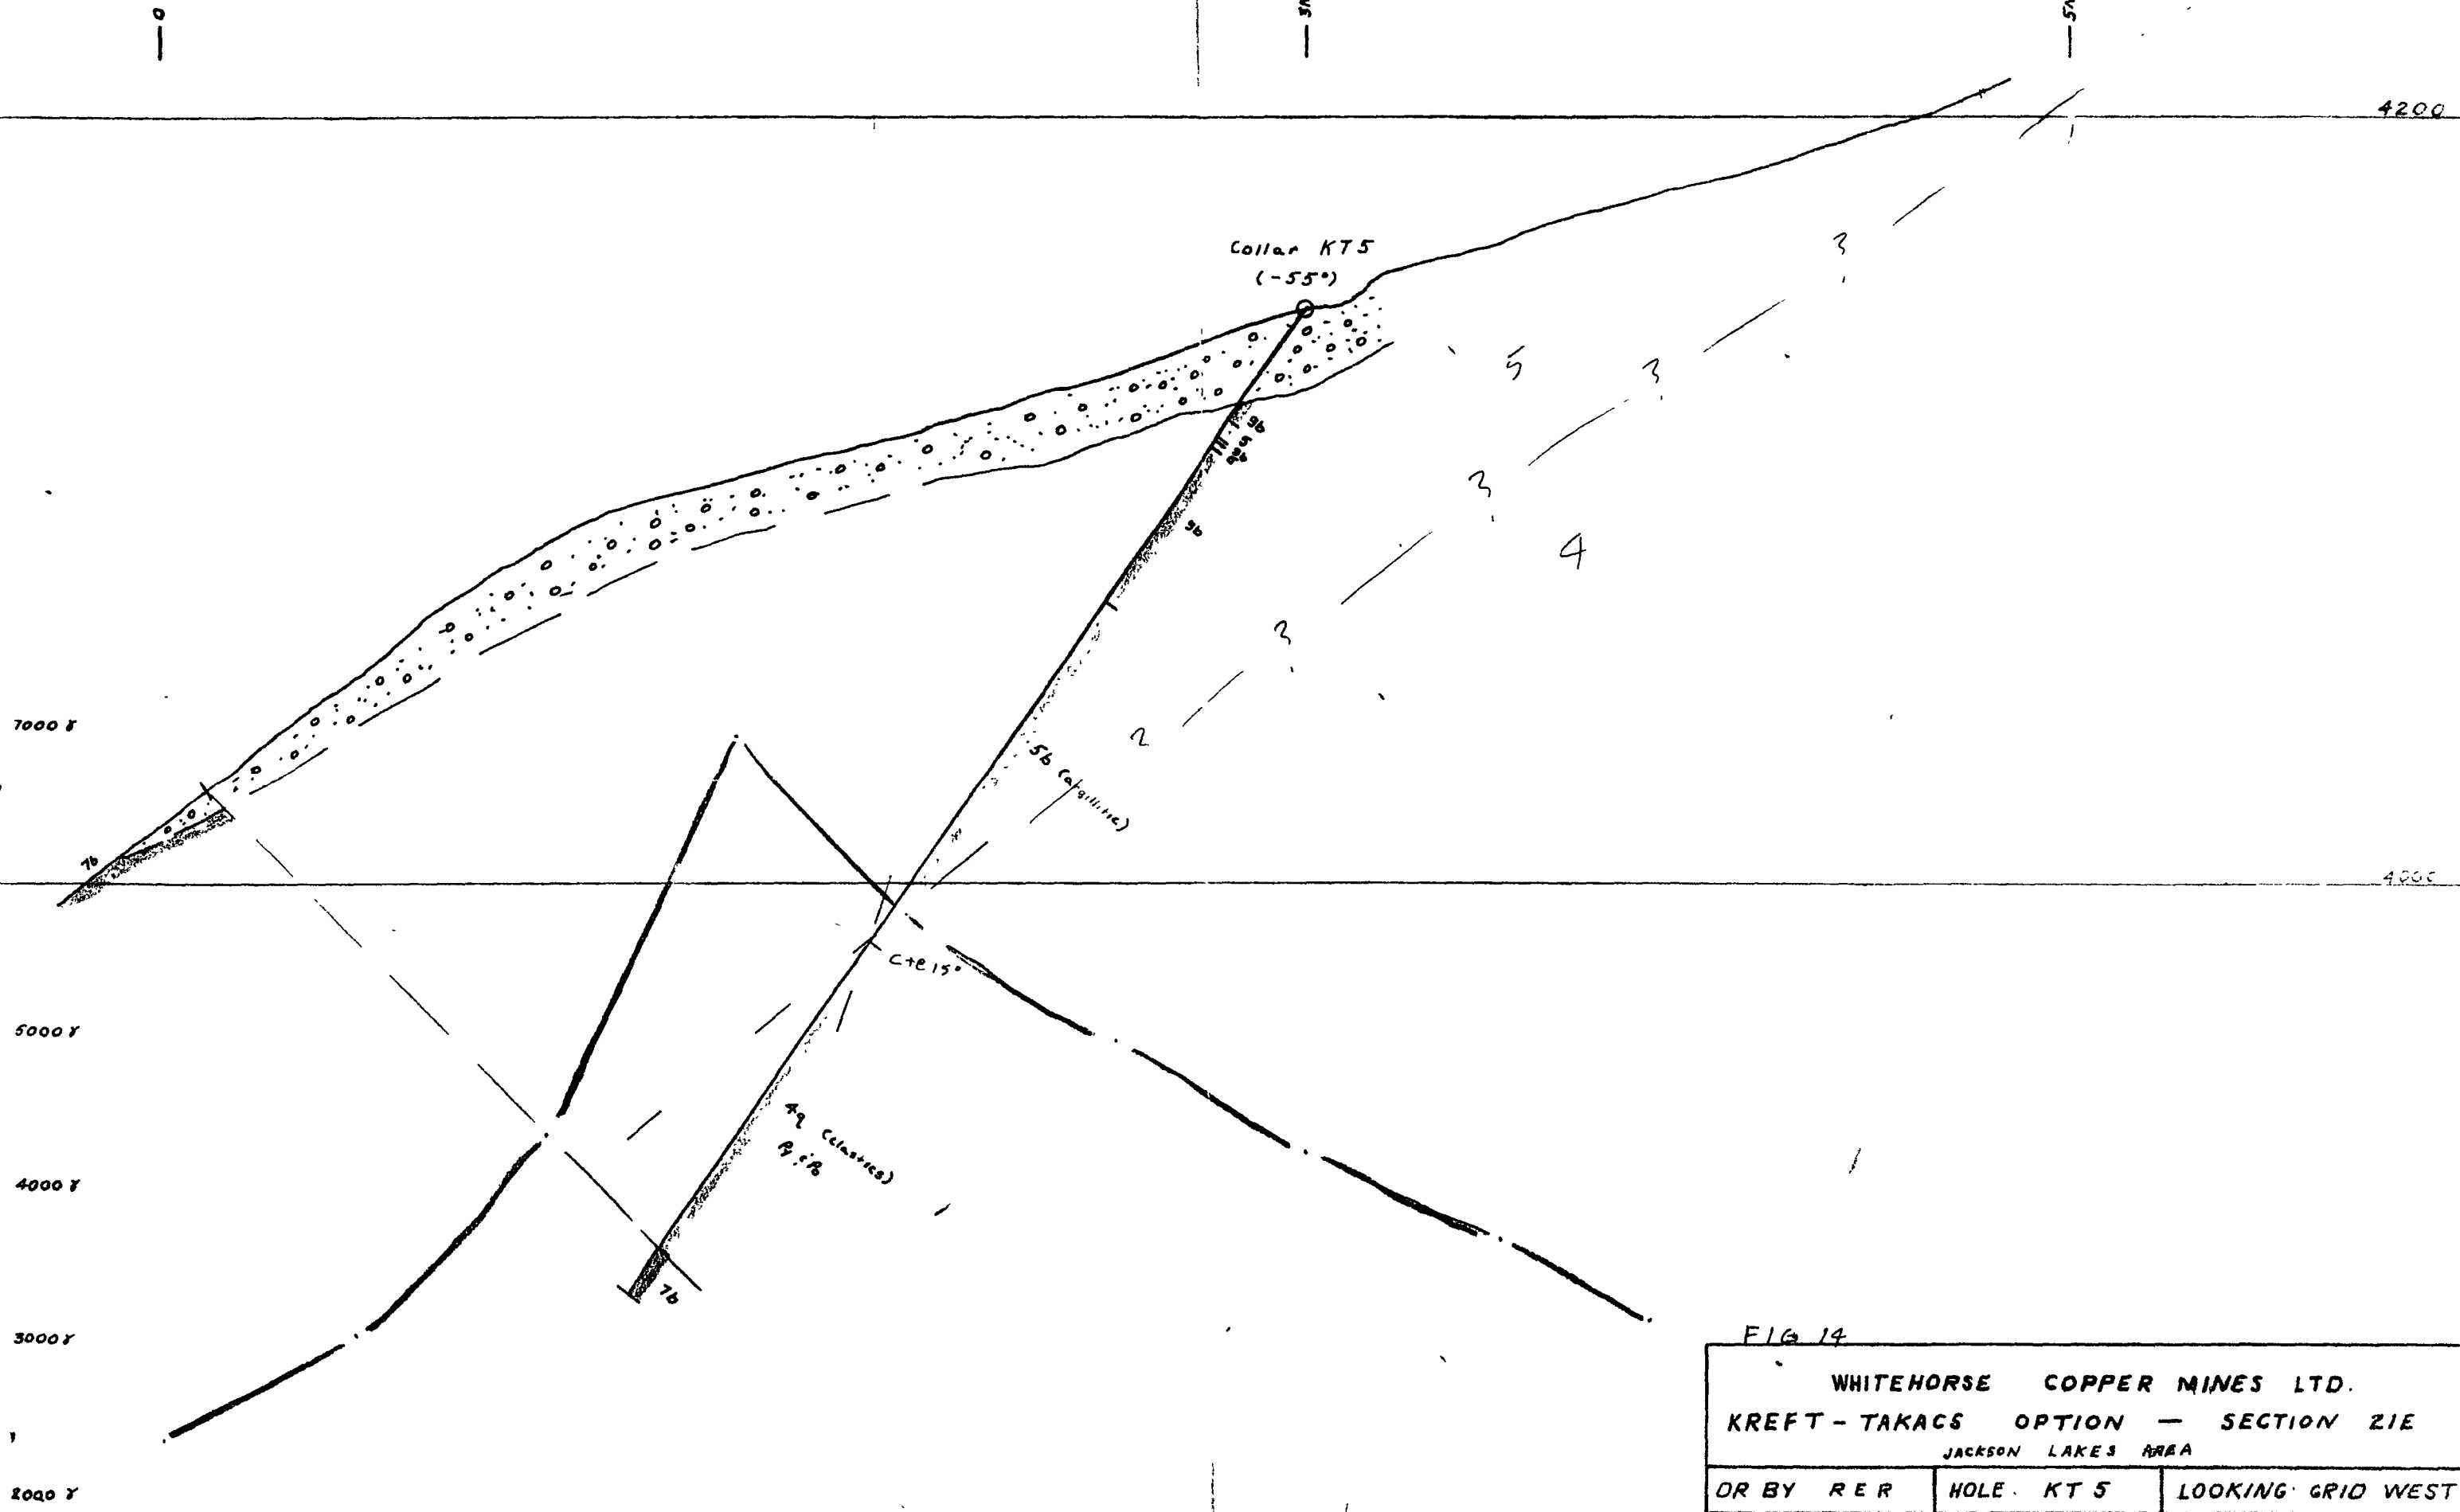 0
4200
Collar KT5
(-55°)
9b
5
3
3
3
4
9b
3
7000 γ
2
5b (argillitic)
7b
4000
C+e 15°
5000 γ
4q (clastics)
4000 γ
7b
3000 γ
FIG 14
WHITEHORSE COPPER MINES LTD.
KREFT - TAKACS OPTION — SECTION 21E
JACKSON LAKES AREA
DR BY RER
HOLE. KT 5
LOOKING: GRID WEST
2000 γ